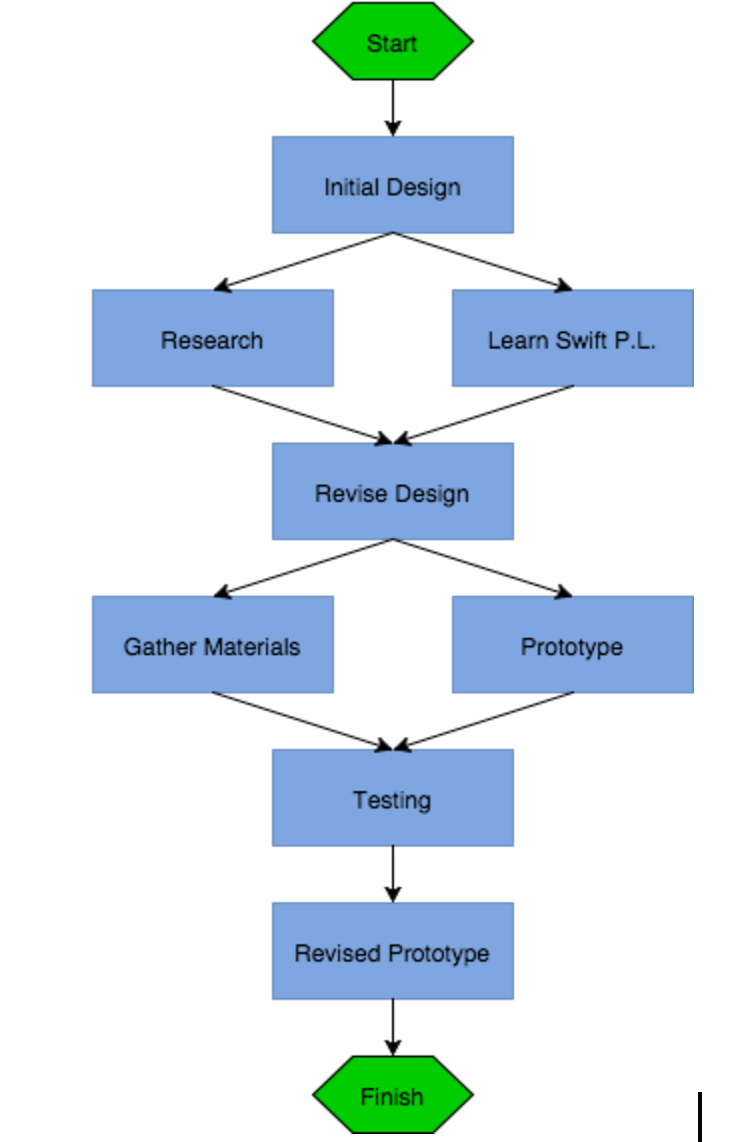 Start
Initial Design
Research
Learn Swift P.L.
Revise Design
Gather Materials
Prototype
Testing
Revised Prototype
Finish